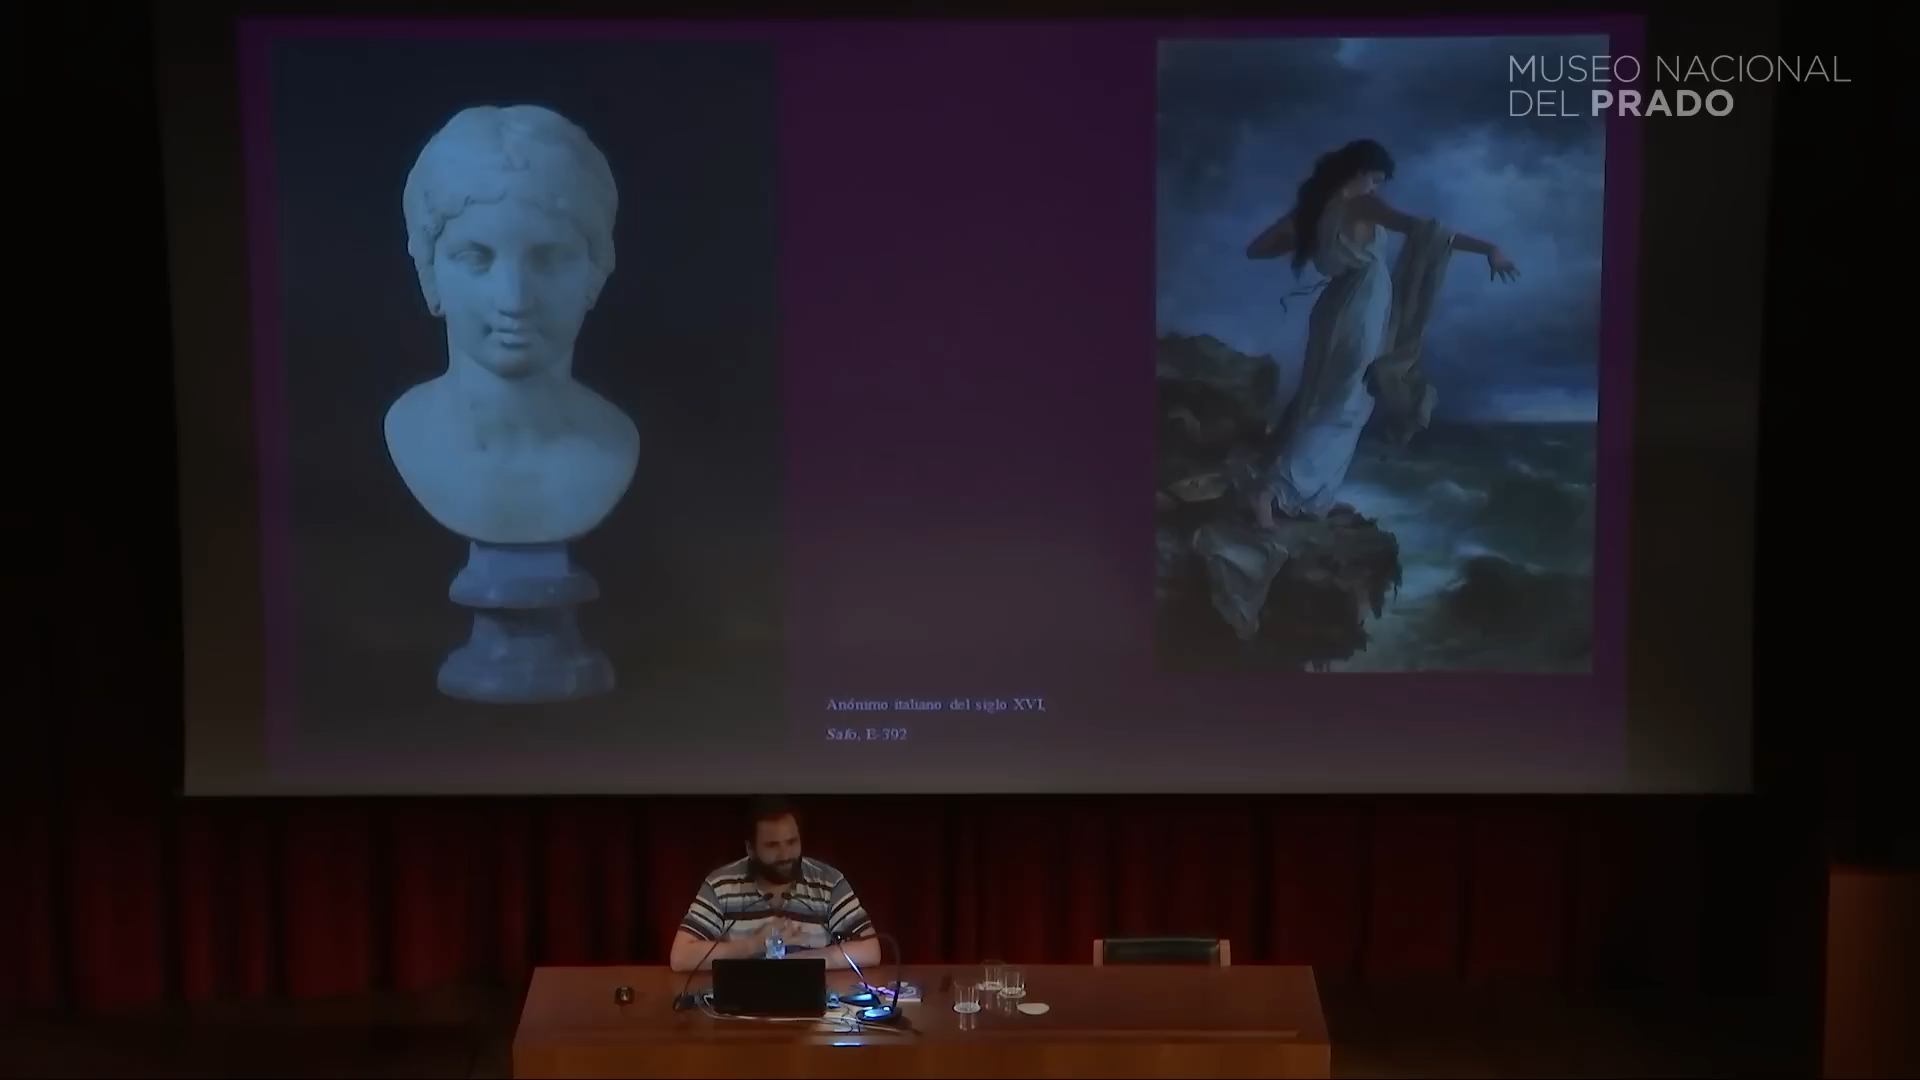 MUSEO NACIONAL
DEL PRADO
Anónimo italiano del siglo XVI,
Safo, E-392